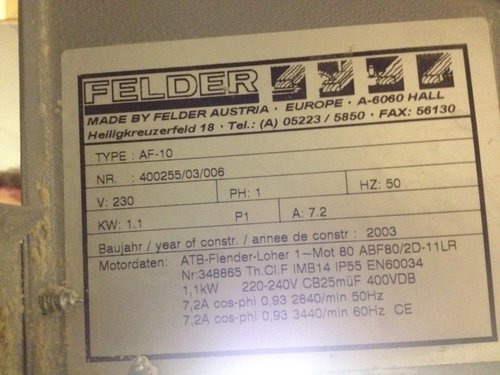 FELDER
MADE BY FELDER AUSTRIA · EUROPE · A-6060 HALL
Heiligkreuzerfeld 18 · Tel.: (A) 05223 / 5850 · FAX: 56130
TYPE : AF-10
NR. : 400255/03/006
V: 230 PH: 1 HZ: 50
KW: 1.1 P1 A: 7.2
Baujahr / year of constr. / annee de constr : 2003
Motordaten: ATB-Flender-Loher 1~Mot 80 ABF80/2D-11LR
Nr:348865 Th.Cl.F IMB14 IP55 EN60034
1,1kW 220-240V CB25müF 400VDB
7,2A cos-phi 0,93 2840/min 50Hz
7,2A cos-phi 0,93 3440/min 60Hz CE